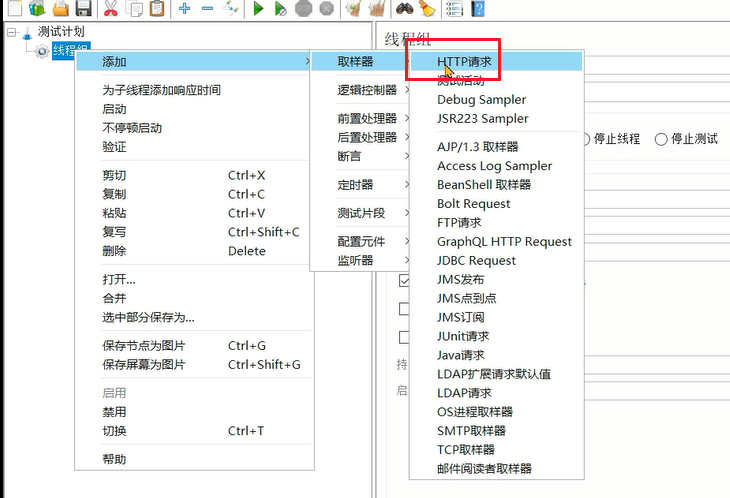 测试计划
线程组
线程组
添加
为子线程添加响应时间
启动
不停顿启动
验证
剪切 Ctrl+X
复制 Ctrl+C
粘贴 Ctrl+V
复写 Ctrl+Shift+C
删除 Delete
打开...
合并
选中部分保存为...
保存节点为图片 Ctrl+G
保存屏幕为图片 Ctrl+Shift+G
启用
禁用
切换 Ctrl+T
帮助
取样器
逻辑控制器
前置处理器
后置处理器
断言
定时器
测试片段
配置元件
监听器
HTTP请求
测试活动
Debug Sampler
JSR223 Sampler
AJP/1.3 取样器
Access Log Sampler
BeanShell 取样器
Bolt Request
FTP请求
GraphQL HTTP Request
JDBC Request
JMS发布
JMS点到点
JMS订阅
JUnit请求
Java请求
LDAP扩展请求默认值
LDAP请求
OS进程取样器
SMTP取样器
TCP取样器
邮件阅读者取样器
停止线程
停止测试
持
启